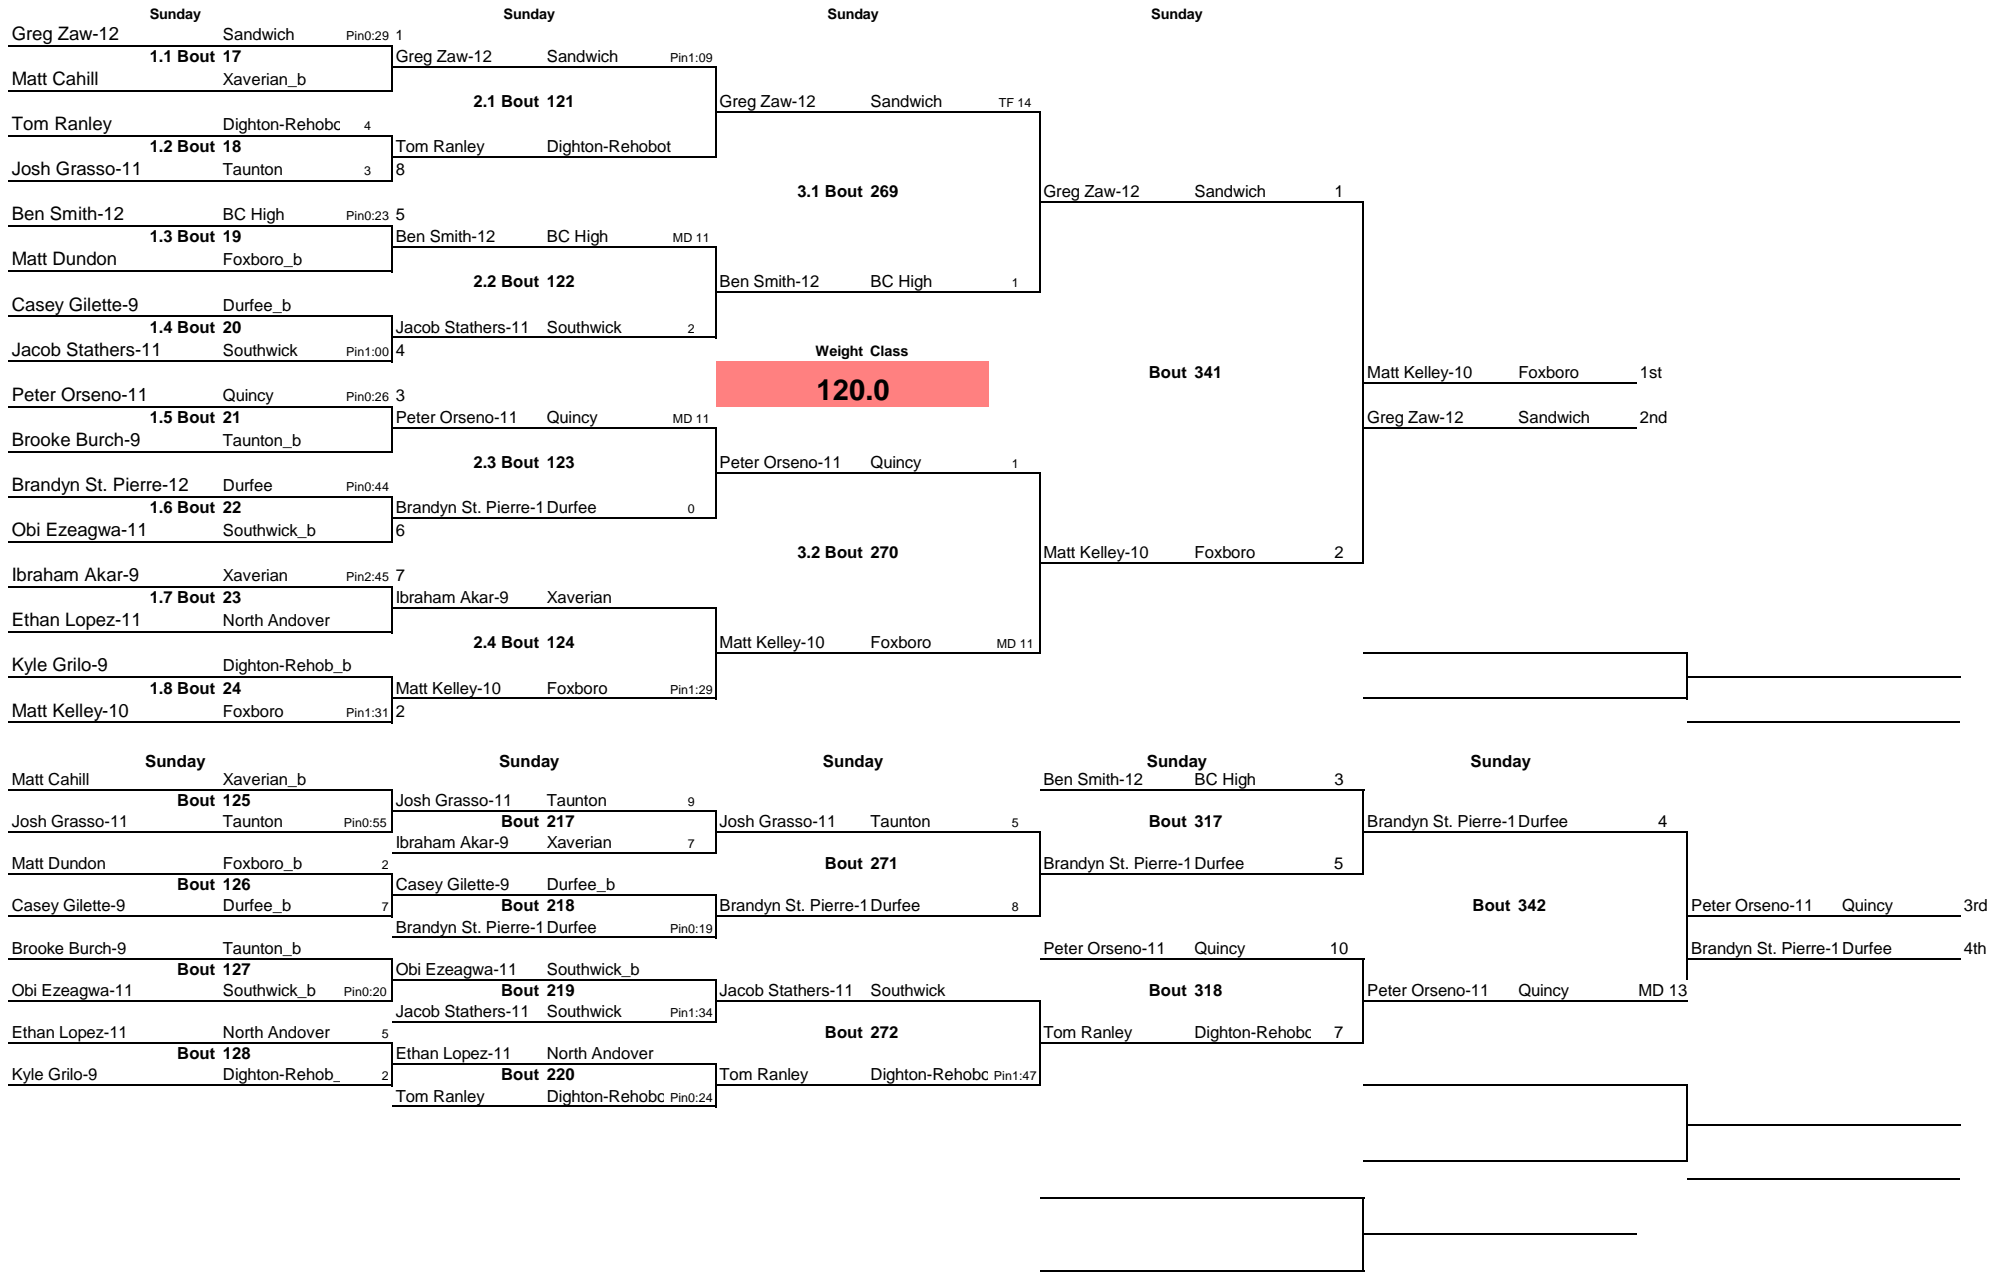 Sunday Sunday Sunday Sunday
Greg Zaw-12 Sandwich Pin0:29 1
1.1 Bout 17 Greg Zaw-12 Sandwich Pin1:09
Matt Cahill Xaverian_b
2.1 Bout 121 Greg Zaw-12 Sandwich TF 14
Tom Ranley Dighton-Rehobc 4
1.2 Bout 18 Tom Ranley Dighton-Rehobot
Josh Grasso-11 Taunton 3 8
3.1 Bout 269 Greg Zaw-12 Sandwich 1
Ben Smith-12 BC High Pin0:23 5
1.3 Bout 19 Ben Smith-12 BC High MD 11
Matt Dundon Foxboro_b
2.2 Bout 122 Ben Smith-12 BC High 1
Casey Gilette-9 Durfee_b
1.4 Bout 20 Jacob Stathers-11 Southwick 2
Jacob Stathers-11 Southwick Pin1:00 4 Weight Class
Bout 341 Matt Kelley-10 Foxboro 1st
Peter Orseno-11 Quincy Pin0:26 3 120.0
1.5 Bout 21 Peter Orseno-11 Quincy MD 11 Greg Zaw-12 Sandwich 2nd
Brooke Burch-9 Taunton_b
2.3 Bout 123 Peter Orseno-11 Quincy 1
Brandyn St. Pierre-12 Durfee Pin0:44
1.6 Bout 22 Brandyn St. Pierre-1 Durfee 0
Obi Ezeagwa-11 Southwick_b 6
3.2 Bout 270 Matt Kelley-10 Foxboro 2
Ibraham Akar-9 Xaverian Pin2:45 7
1.7 Bout 23 Ibraham Akar-9 Xaverian
Ethan Lopez-11 North Andover
2.4 Bout 124 Matt Kelley-10 Foxboro MD 11
Kyle Grilo-9 Dighton-Rehob_b
1.8 Bout 24 Matt Kelley-10 Foxboro Pin1:29
Matt Kelley-10 Foxboro Pin1:31 2
Sunday Sunday Sunday Sunday Sunday
Matt Cahill Xaverian_b Ben Smith-12 BC High 3
Bout 125 Josh Grasso-11 Taunton 9
Josh Grasso-11 Taunton Pin0:55 Bout 217 Josh Grasso-11 Taunton 5 Bout 317 Brandyn St. Pierre-1 Durfee 4
Ibraham Akar-9 Xaverian 7
Matt Dundon Foxboro_b 2 Bout 271 Brandyn St. Pierre-1 Durfee 5
Bout 126 Casey Gilette-9 Durfee_b
Casey Gilette-9 Durfee_b 7 Bout 218 Brandyn St. Pierre-1 Durfee 8 Bout 342 Peter Orseno-11 Quincy 3rd
Brandyn St. Pierre-1 Durfee Pin0:19
Brooke Burch-9 Taunton_b Peter Orseno-11 Quincy 10 Brandyn St. Pierre-1 Durfee 4th
Bout 127 Obi Ezeagwa-11 Southwick_b
Obi Ezeagwa-11 Southwick_b Pin0:20 Bout 219 Jacob Stathers-11 Southwick Bout 318 Peter Orseno-11 Quincy MD 13
Jacob Stathers-11 Southwick Pin1:34
Ethan Lopez-11 North Andover 5 Bout 272 Tom Ranley Dighton-Rehobc 7
Bout 128 Ethan Lopez-11 North Andover
Kyle Grilo-9 Dighton-Rehob_ 2 Bout 220 Tom Ranley Dighton-Rehobc Pin1:47
Tom Ranley Dighton-Rehobc Pin0:24